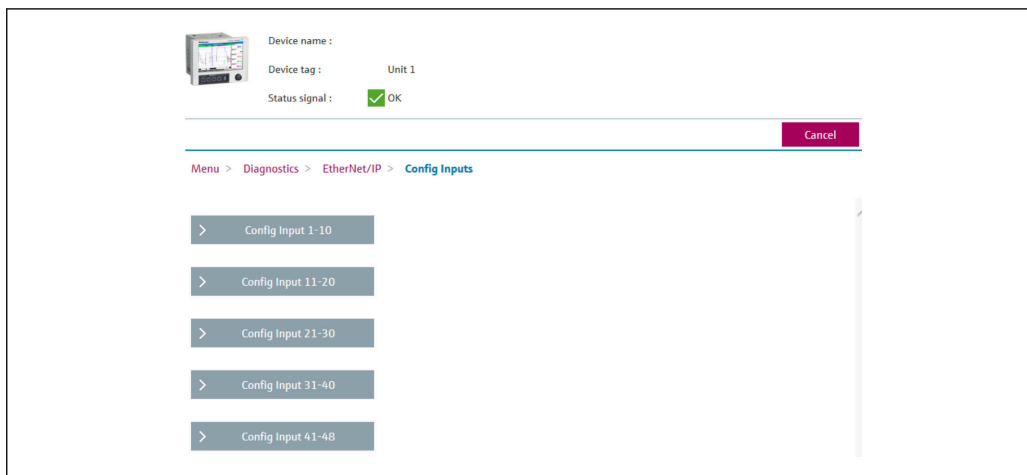 Device name :
Device tag : Unit 1
Status signal : OK
Cancel
Menu > Diagnostics > EtherNet/IP > Config Inputs
> Config Input 1-10
> Config Input 11-20
> Config Input 21-30
> Config Input 31-40
> Config Input 41-48